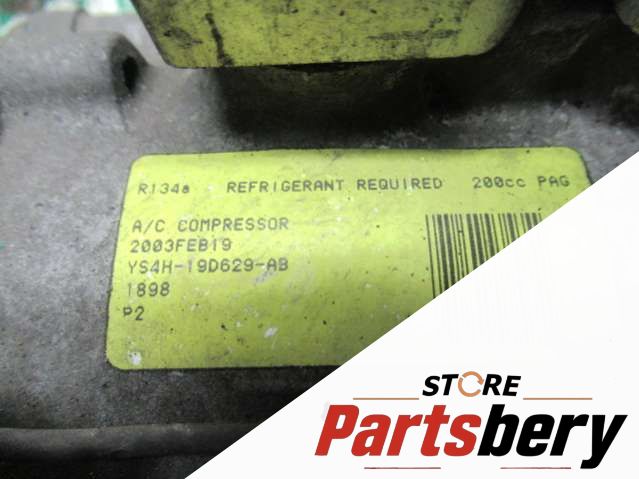 R134a REFRIGERANT REQUIRED 200cc PAG
A/C COMPRESSOR
2003FEB19
YS4H-19D629-AB
1898
P2
STORE
Partsbery